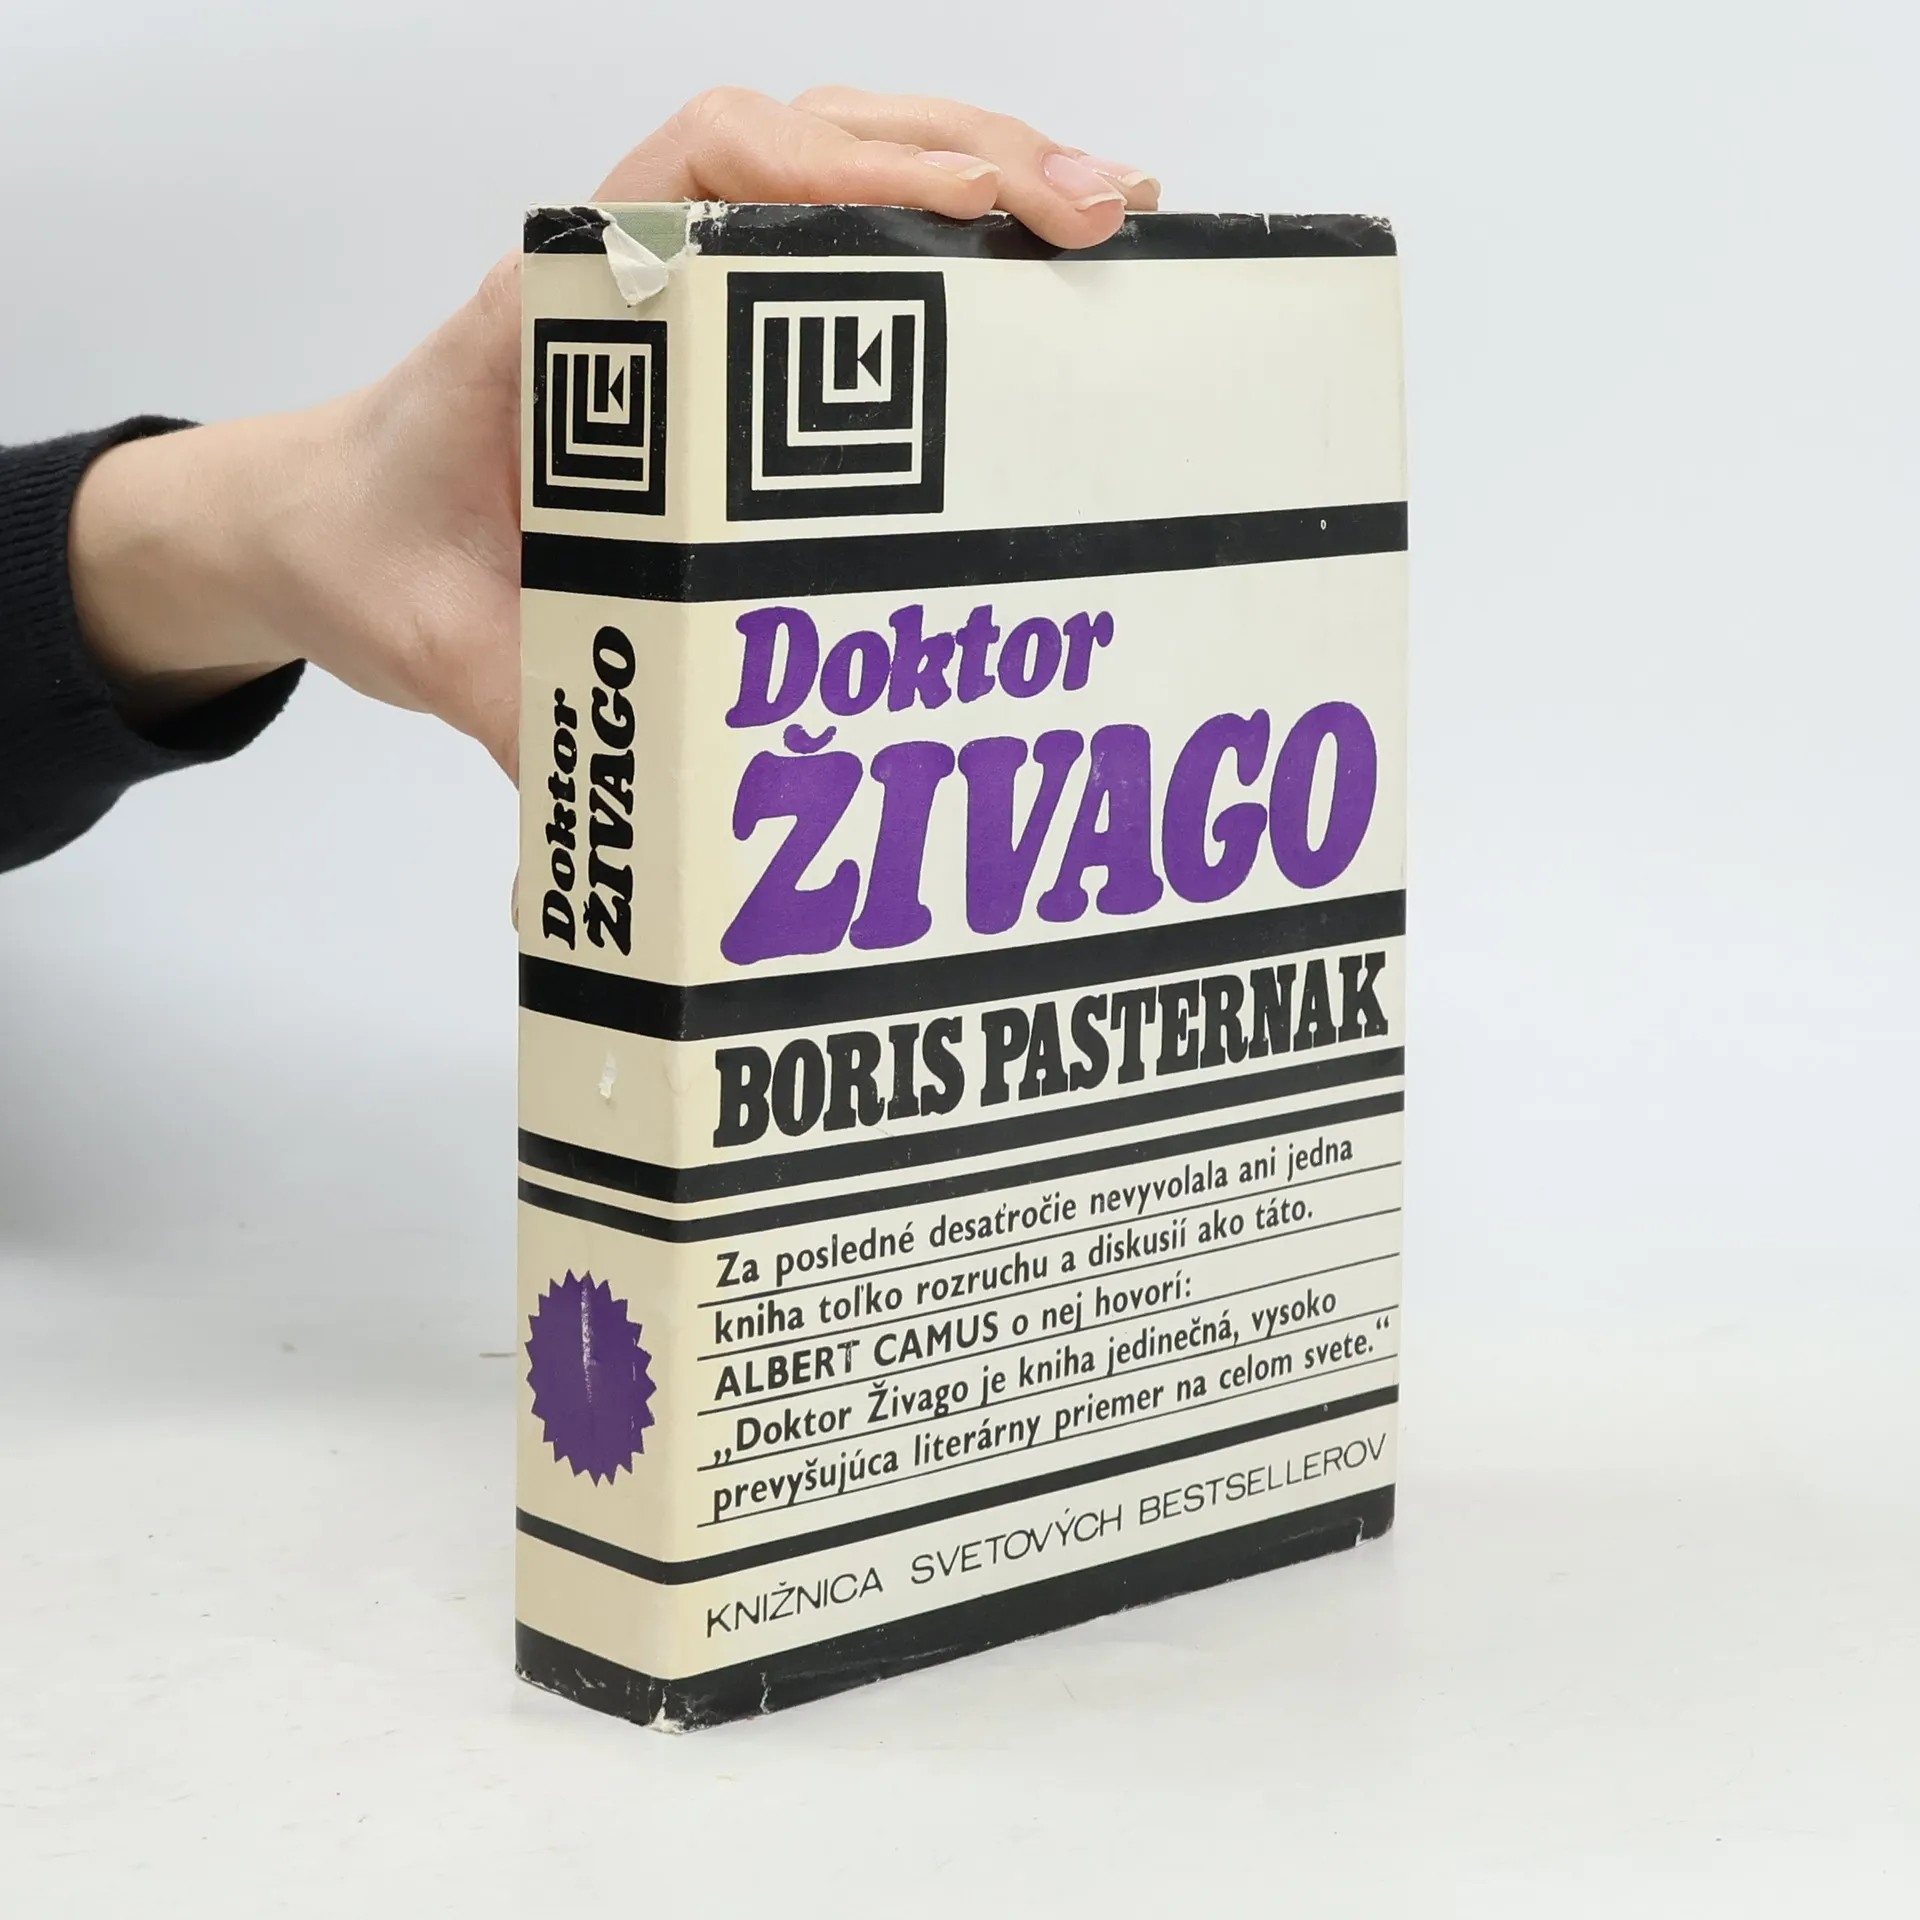 Doktor
ŽIVAGO
Doktor
ŽIVAGO
BORIS PASTERNAK
Za posledné desaťročie nevyvolala ani jedna
kniha toľko rozruchu a diskusií ako táto.
ALBERT CAMUS o nej hovorí:
„Doktor Živago je kniha jedinečná, vysoko
prevyšujúca literárny priemer na celom svete.“
KNIŽNICA SVETOVÝCH BESTSELLEROV